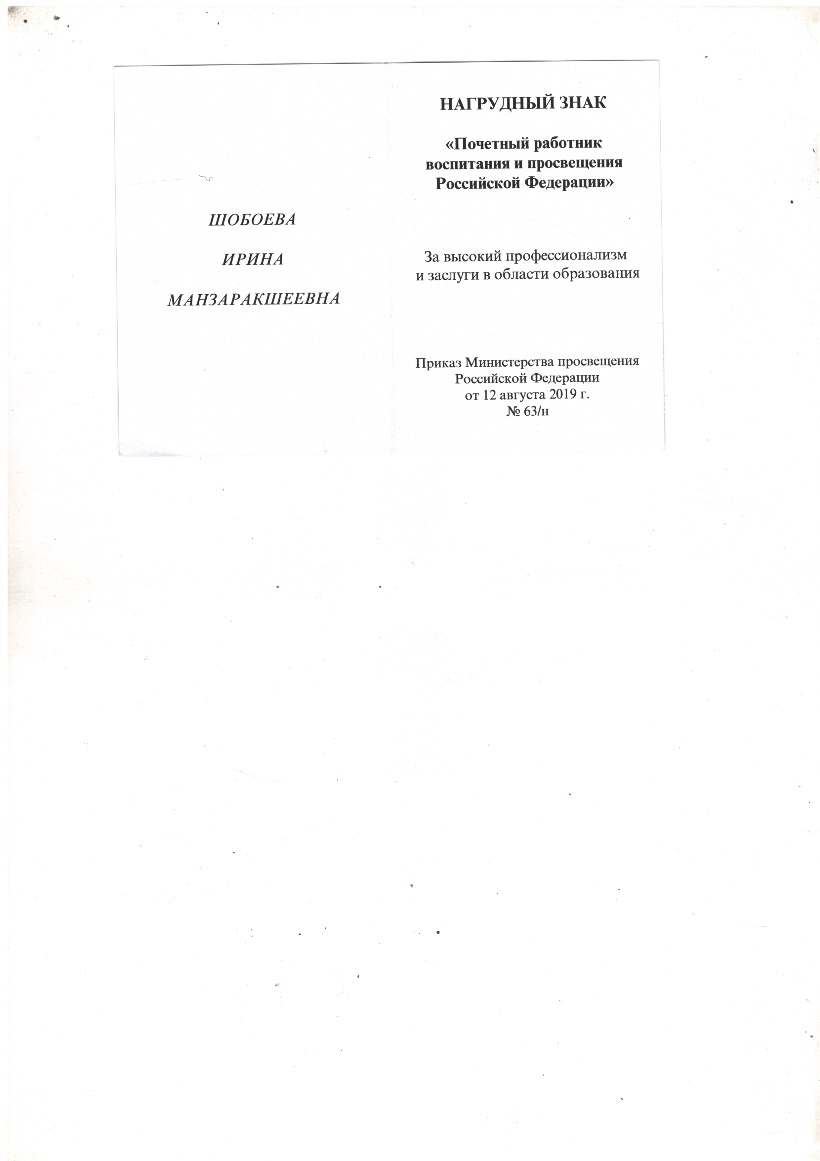 ШОБОЕВА
ИРИНА
МАНЗАРАКШЕЕВНА
НАГРУДНЫЙ ЗНАК
«Почетный работник
воспитания и просвещения
Российской Федерации»
За высокий профессионализм
и заслуги в области образования
Приказ Министерства просвещения
Российской Федерации
от 12 августа 2019 г.
№ 63/н